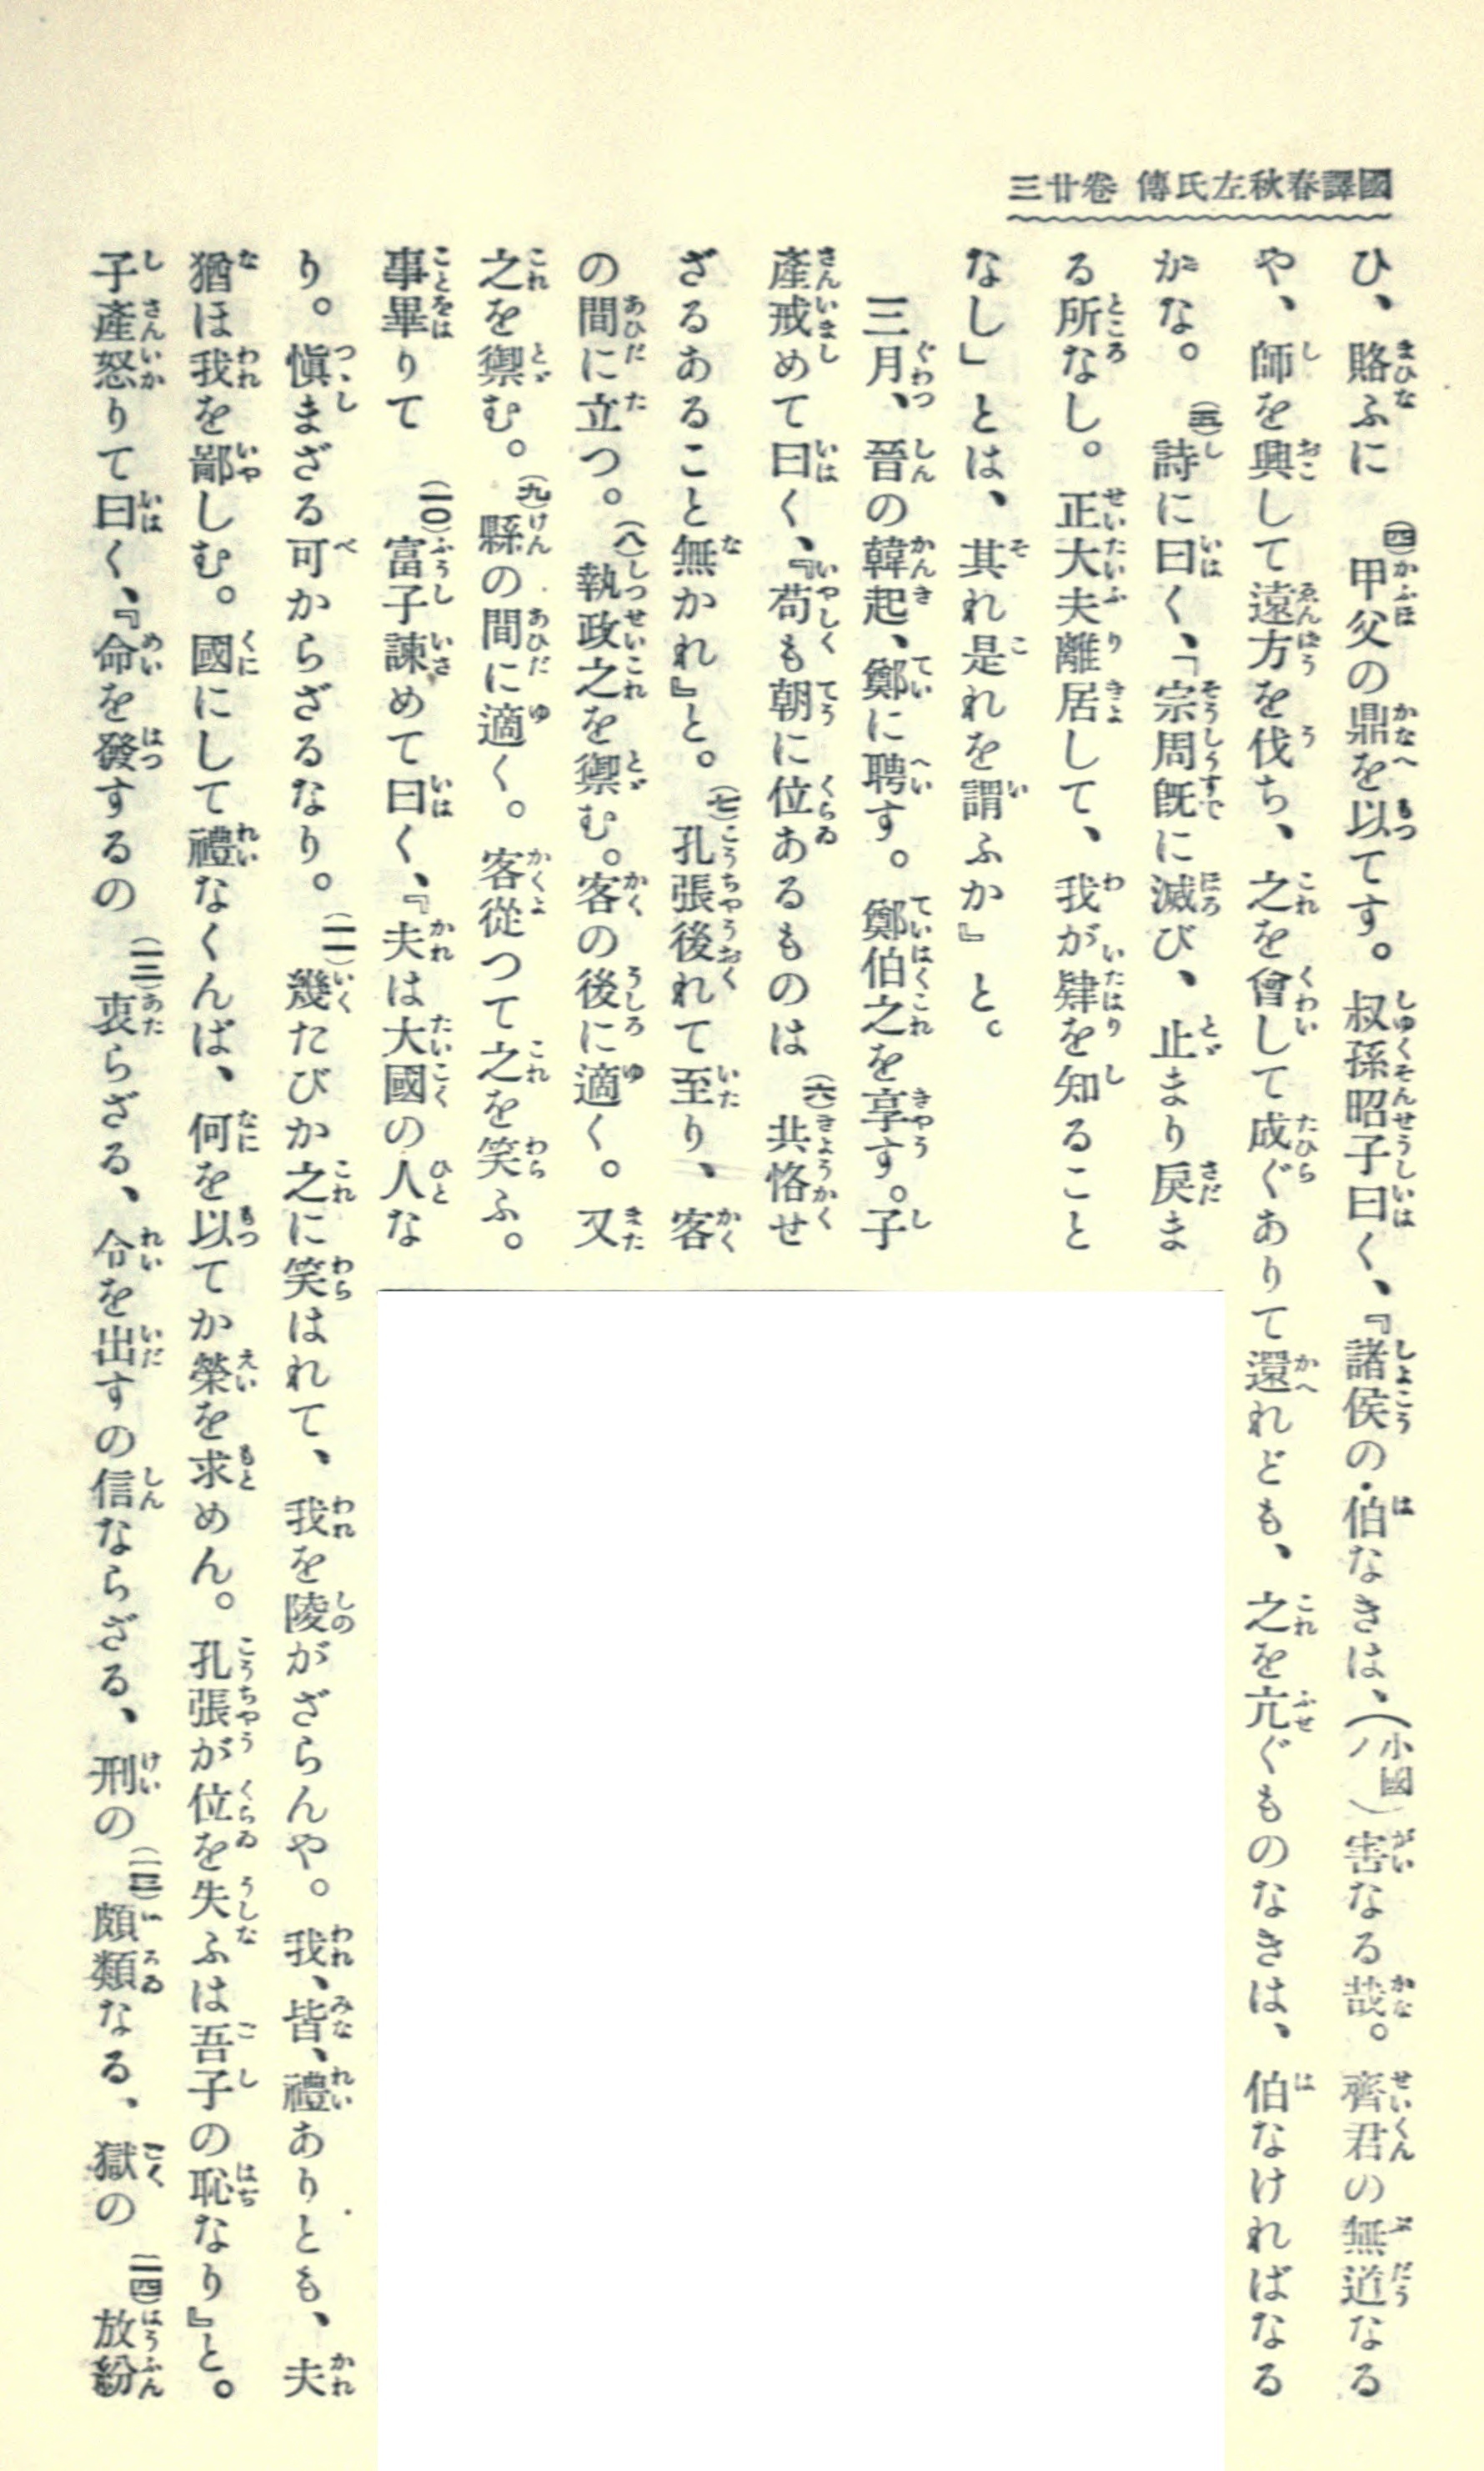 國譯春秋左氏傳 卷廿三
ひ、賂ふに㈣甲父の鼎を以てす。叔孫昭子曰く、『諸侯の・伯なきは、(小國ノ)害なる哉。齊君の無道なる
や、師を興して遠方を伐ち、之を會して成ぐありて還れども、之を亢ぐものなきは、伯なければなる
かな。㈤詩に曰く、「宗周既に滅び、止まり戾ま
る所なし。正大夫離居して、我が肄を知ること
なし」とは、其れ是れを謂ふか』と。
三月、晉の韓起、鄭に聘す。鄭伯之を享す。子
產戒めて曰く、『苟も朝に位あるものは㈥共恪せ
ざるあること無かれ』と。㈦孔張後れて至り、客
の間に立つ。㈧執政之を禦む。客の後に適く。又
之を禦む。㈨縣の間に適く。客從つて之を笑ふ。
事畢りて(一〇)富子諫めて曰く、『夫は大國の人な
り。愼まざる可からざるなり。(一一)幾たびか之に笑はれて、我を陵がざらんや。我、皆、禮ありとも、夫
猶ほ我を鄙しむ。國にして禮なくんば、何を以てか榮を求めん。孔張が位を失ふは吾子の恥なり』と。
子產怒りて曰く、『命を發するの(一二)衷らざる、令を出すの信ならざる、刑の(一三)頗類なる、獄の(一四)放紛